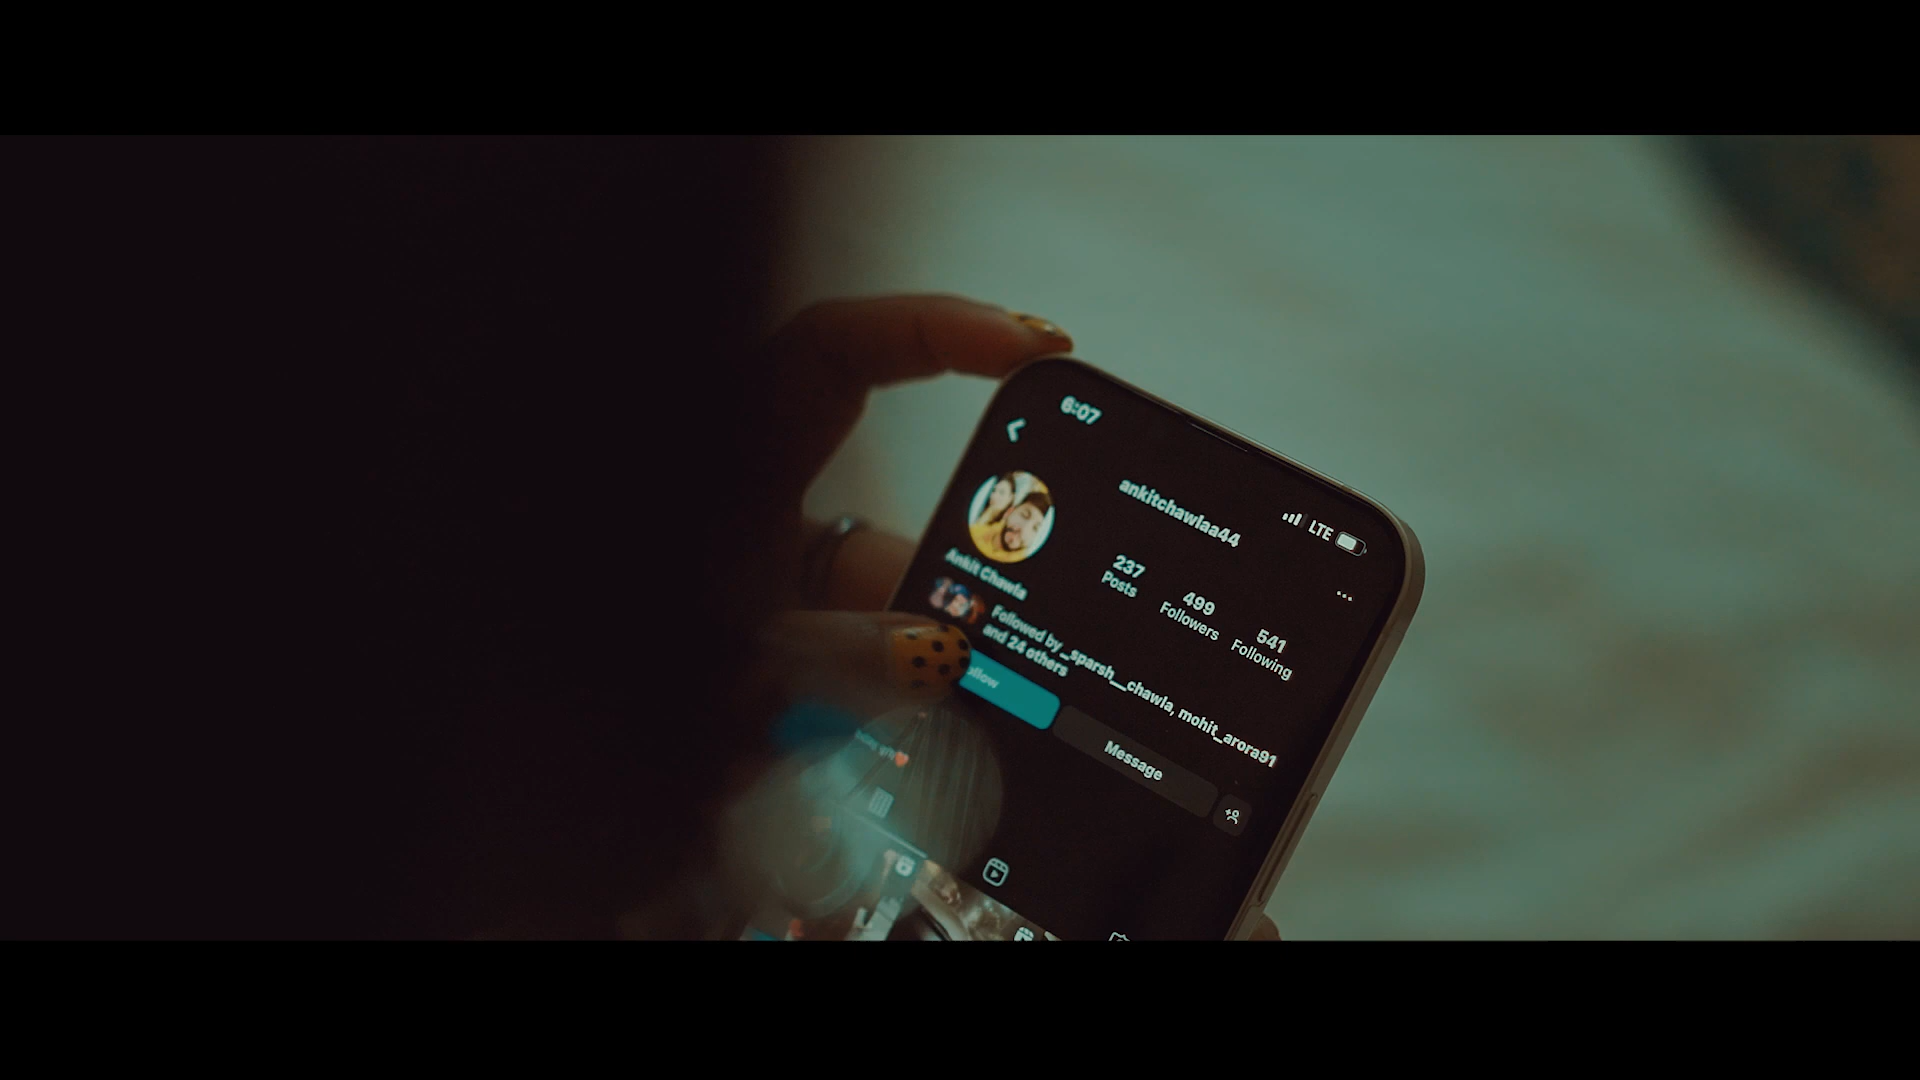 6:07
LTE
ankitchawlaa44
237
Posts
499
Followers
541
Following
Ankit Chawla
Followed by _sparsh__chawla, mohit_arora91
and 24 others
ollow
Message